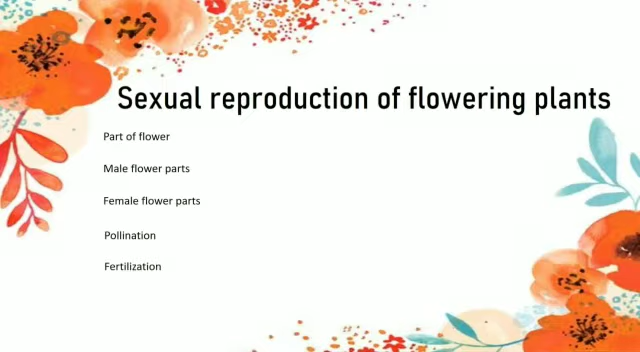 Sexual reproduction of flowering plants
Part of flower
Male flower parts
Female flower parts
Pollination
Fertilization